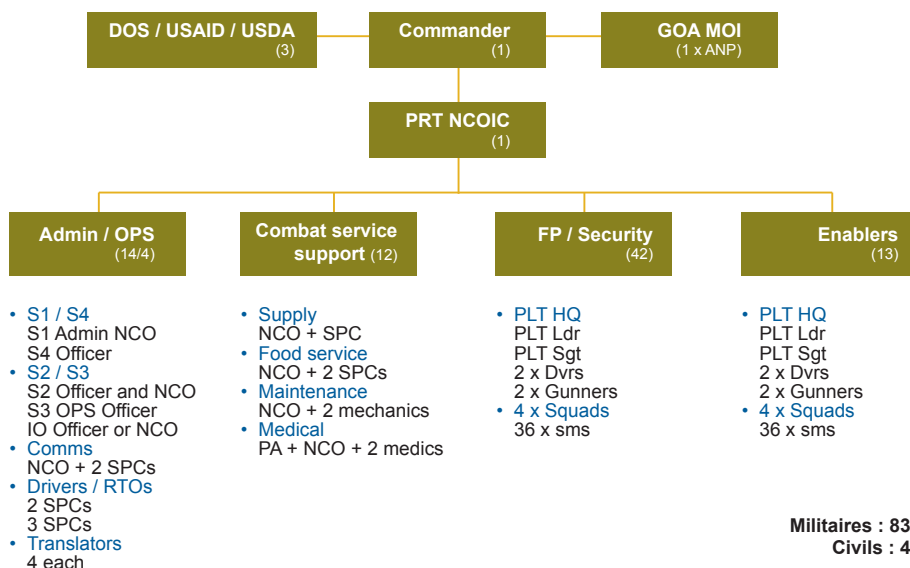 DOS / USAID / USDA
(3)
Commander
(1)
GOA MOI
(1 x ANP)
PRT NCOIC
(1)
Admin / OPS
(14/4)
Combat service
support (12)
FP / Security
(42)
Enablers
(13)
• S1 / S4
S1 Admin NCO
S4 Officer
• S2 / S3
S2 Officer and NCO
S3 OPS Officer
IO Officer or NCO
• Comms
NCO + 2 SPCs
• Drivers / RTOs
2 SPCs
3 SPCs
• Translators
4 each
• Supply
NCO + SPC
• Food service
NCO + 2 SPCs
• Maintenance
NCO + 2 mechanics
• Medical
PA + NCO + 2 medics
• PLT HQ
PLT Ldr
PLT Sgt
2 x Dvrs
2 x Gunners
• 4 x Squads
36 x sms
• PLT HQ
PLT Ldr
PLT Sgt
2 x Dvrs
2 x Gunners
• 4 x Squads
36 x sms
Militaires : 83
Civils : 4